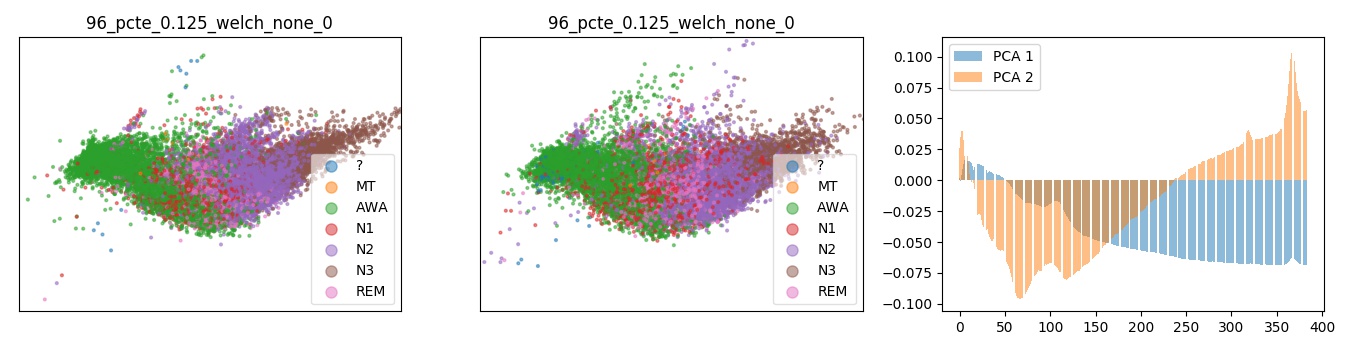 96_pcte_0.125_welch_none_0
?
MT
AWA
N1
N2
N3
REM
96_pcte_0.125_welch_none_0
?
MT
AWA
N1
N2
N3
REM
PCA 1
PCA 2
0.100
0.075
0.050
0.025
0.000
−0.025
−0.050
−0.075
−0.100
0 50 100 150 200 250 300 350 400